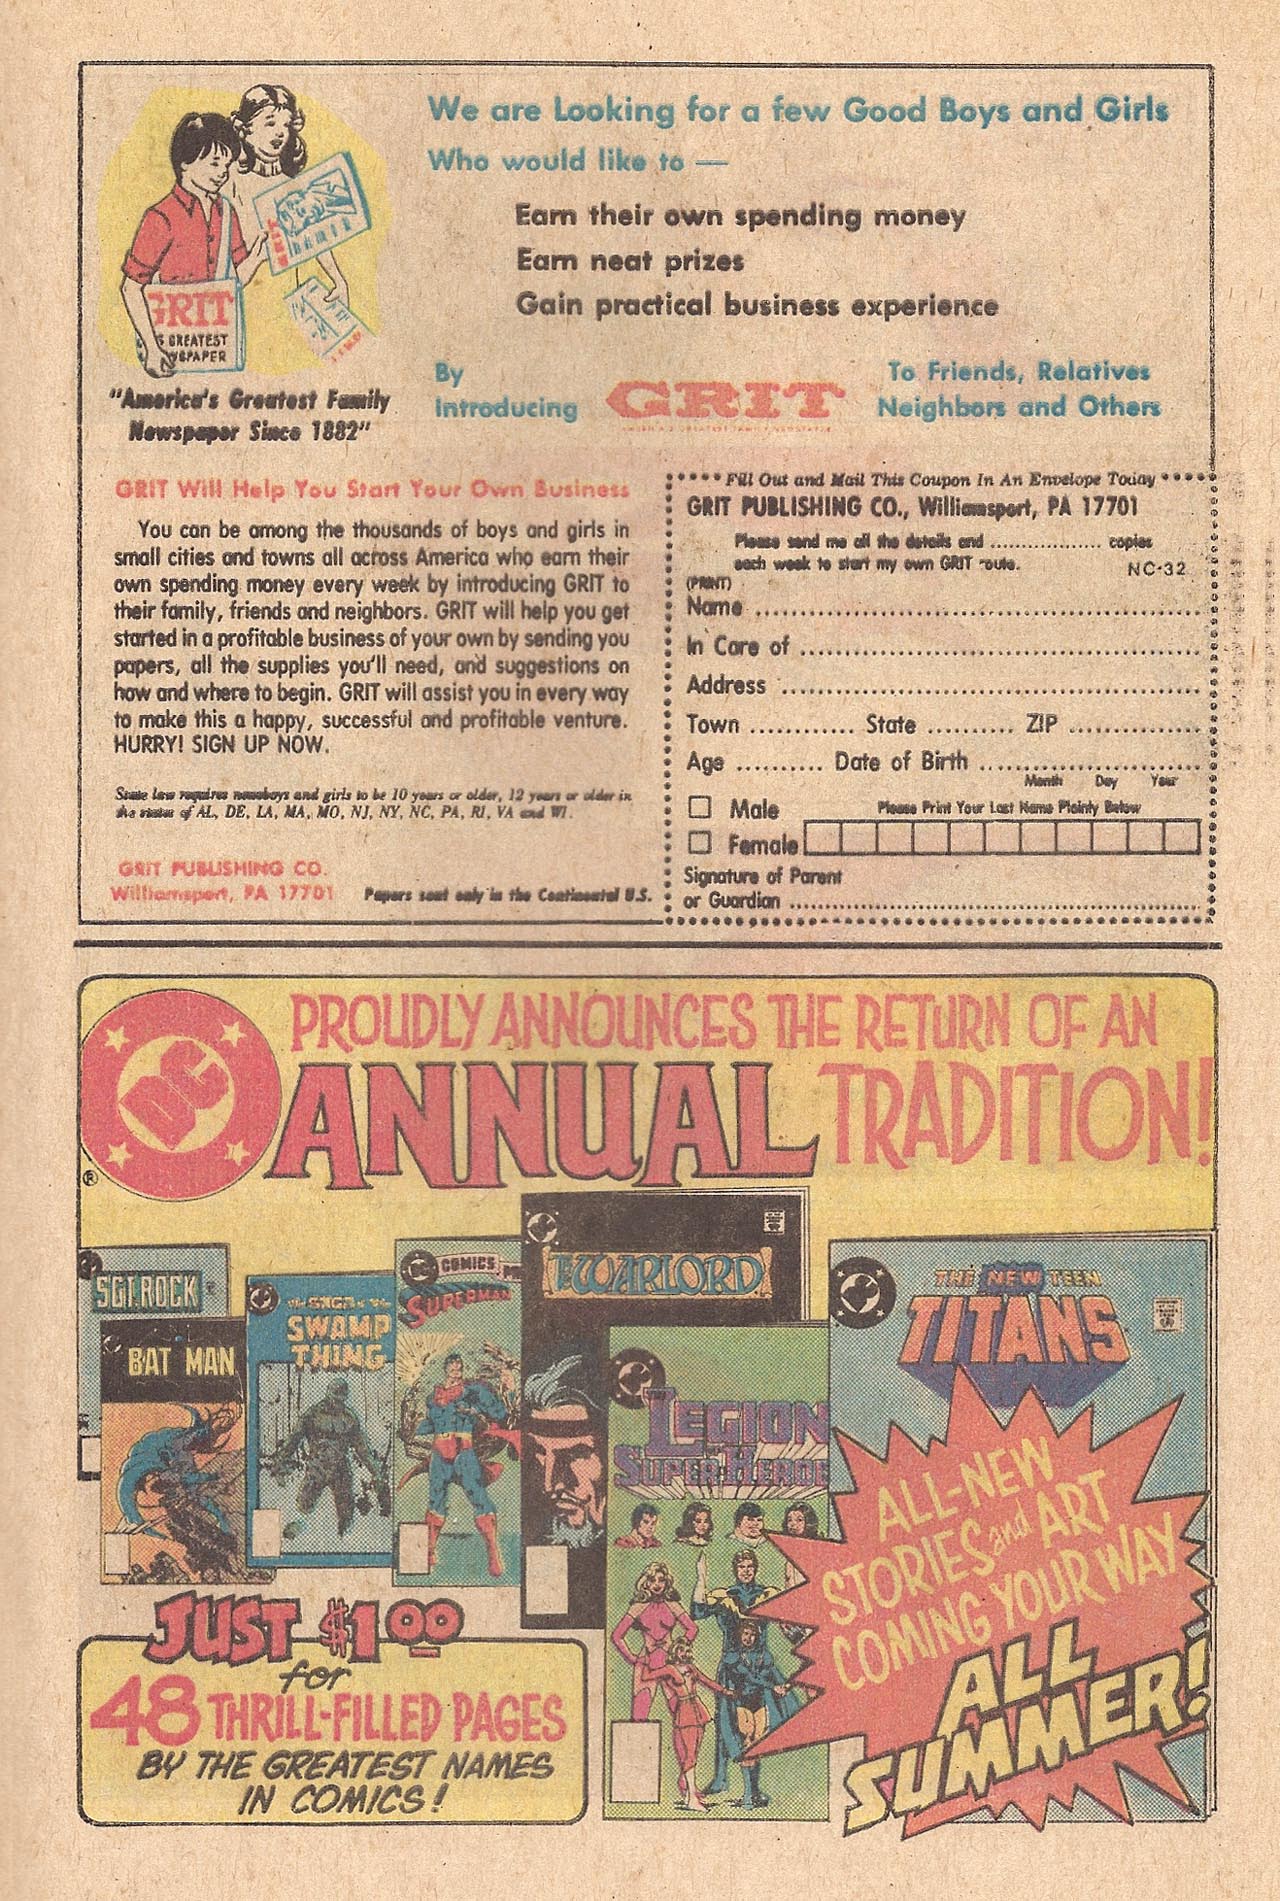 We are Looking for a few Good Boys and Girls
Who would like to —
Earn their own spending money
Earn neat prizes
Gain practical business experience
By
Introducing
GRIT
To Friends, Relatives
Neighbors and Others
GRIT
GREATEST
"America's Greatest Family
Newspaper Since 1882"
GRIT Will Help You Start Your Own Business
You can be among the thousands of boys and girls in
small cities and towns all across America who earn their
own spending money every week by introducing GRIT to
their family, friends and neighbors. GRIT will help you get
started in a profitable business of your own by sending you
papers, all the supplies you'll need, and suggestions on
how and where to begin. GRIT will assist you in every way
to make this a happy, successful and profitable venture.
HURRY! SIGN UP NOW.
State law requires newsboys and girls to be 10 years or older, 12 years or older in
the states of AL, DE, LA, MA, MO, NJ, NY, NC, PA, RI, VA and WI.
GRIT PUBLISHING CO.
Williamsport, PA 17701
Papers sent only in the Continental U.S.
Fill Out and Mail This Coupon In An Envelope Today
GRIT PUBLISHING CO., Williamsport, PA 17701
Please send me all the details and .................. copies
each week to start my own GRIT route.
NC-32
(PRINT)
Name
In Care of
Address
Town ............ State .......... ZIP ...............
Age .......... Date of Birth
Month Day Year
Male
Please Print Your Last Name Plainly Below
Female
Signature of Parent
or Guardian
DC
®
PROUDLY ANNOUNCES THE RETURN OF AN
ANNUAL TRADITION!
SGT. ROCK
BATMAN
THE SAGA OF THE
SWAMP
THING
DC COMICS
SUPERMAN
THE WARLORD
LEGION
SUPER-HEROE
THE NEW TEEN
TITANS
ALL-NEW
STORIES and ART
COMING YOUR WAY
ALL
SUMMER!
JUST $1.00
for
48 THRILL-FILLED PAGES
BY THE GREATEST NAMES
IN COMICS!